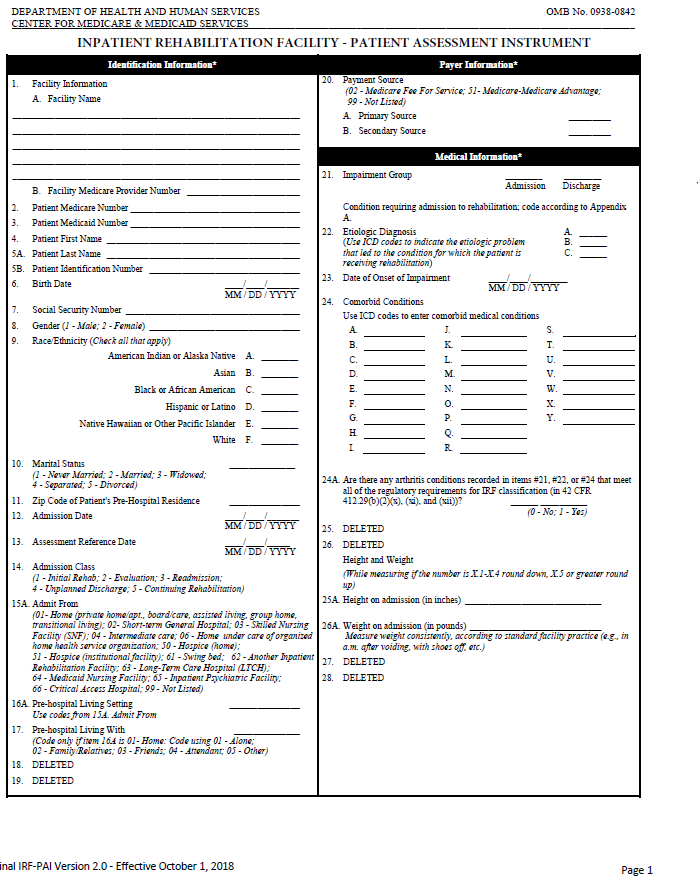 DEPARTMENT OF HEALTH AND HUMAN SERVICES
OMB No. 0938-0842
CENTER FOR MEDICARE & MEDICAID SERVICES
INPATIENT REHABILITATION FACILITY - PATIENT ASSESSMENT INSTRUMENT
Identification Information*
1. Facility Information
A. Facility Name
B. Facility Medicare Provider Number
2. Patient Medicare Number
3. Patient Medicaid Number
4. Patient First Name
5A. Patient Last Name
5B. Patient Identification Number
6. Birth Date ___/___/______
MM / DD / YYYY
7. Social Security Number
8. Gender (1 - Male; 2 - Female)
9. Race/Ethnicity (Check all that apply)
American Indian or Alaska Native A.
Asian B.
Black or African American C.
Hispanic or Latino D.
Native Hawaiian or Other Pacific Islander E.
White F.
10. Marital Status
(1 - Never Married; 2 - Married; 3 - Widowed;
4 - Separated; 5 - Divorced)
11. Zip Code of Patient's Pre-Hospital Residence
12. Admission Date ___/___/______
MM / DD / YYYY
13. Assessment Reference Date ___/___/______
MM / DD / YYYY
14. Admission Class
(1 - Initial Rehab; 2 - Evaluation; 3 - Readmission;
4 - Unplanned Discharge; 5 - Continuing Rehabilitation)
15A. Admit From
(01- Home (private home/apt., board/care, assisted living, group home,
transitional living); 02- Short-term General Hospital; 03 - Skilled Nursing
Facility (SNF); 04 - Intermediate care; 06 - Home under care of organized
home health service organization; 50 - Hospice (home);
51 - Hospice (institutional facility); 61 - Swing bed; 62 - Another Inpatient
Rehabilitation Facility; 63 - Long-Term Care Hospital (LTCH);
64 - Medicaid Nursing Facility; 65 - Inpatient Psychiatric Facility;
66 - Critical Access Hospital; 99 - Not Listed)
16A. Pre-hospital Living Setting
Use codes from 15A. Admit From
17. Pre-hospital Living With
(Code only if item 16A is 01- Home: Code using 01 - Alone;
02 - Family/Relatives; 03 - Friends; 04 - Attendant; 05 - Other)
18. DELETED
19. DELETED
Payer Information*
20. Payment Source
(02 - Medicare Fee For Service; 51- Medicare-Medicare Advantage;
99 - Not Listed)
A. Primary Source
B. Secondary Source
Medical Information*
21. Impairment Group
Admission Discharge
Condition requiring admission to rehabilitation; code according to Appendix
A.
22. Etiologic Diagnosis A.
(Use ICD codes to indicate the etiologic problem B.
that led to the condition for which the patient is C.
receiving rehabilitation)
23. Date of Onset of Impairment ___/___/______
MM / DD / YYYY
24. Comorbid Conditions
Use ICD codes to enter comorbid medical conditions
A. J. S.
B. K. T.
C. L. U.
D. M. V.
E. N. W.
F. O. X.
G. P. Y.
H. Q.
I. R.
24A. Are there any arthritis conditions recorded in items #21, #22, or #24 that meet
all of the regulatory requirements for IRF classification (in 42 CFR
412.29(b)(2)(x), (xi), and (xii))?
(0 - No; 1 - Yes)
25. DELETED
26. DELETED
Height and Weight
(While measuring if the number is X.1-X.4 round down, X.5 or greater round
up)
25A. Height on admission (in inches)
26A. Weight on admission (in pounds)
Measure weight consistently, according to standard facility practice (e.g., in
a.m. after voiding, with shoes off, etc.)
27. DELETED
28. DELETED
inal IRF-PAI Version 2.0 - Effective October 1, 2018
Page 1